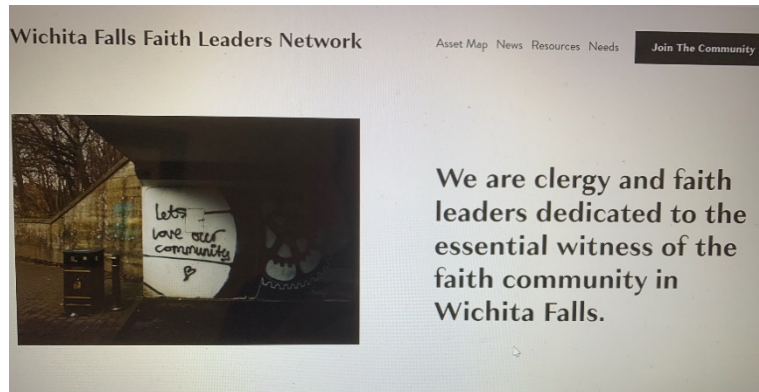 Wichita Falls Faith Leaders Network
Asset Map News Resources Needs
Join The Community
let's
love our
community
We are clergy and faith
leaders dedicated to the
essential witness of the
faith community in
Wichita Falls.